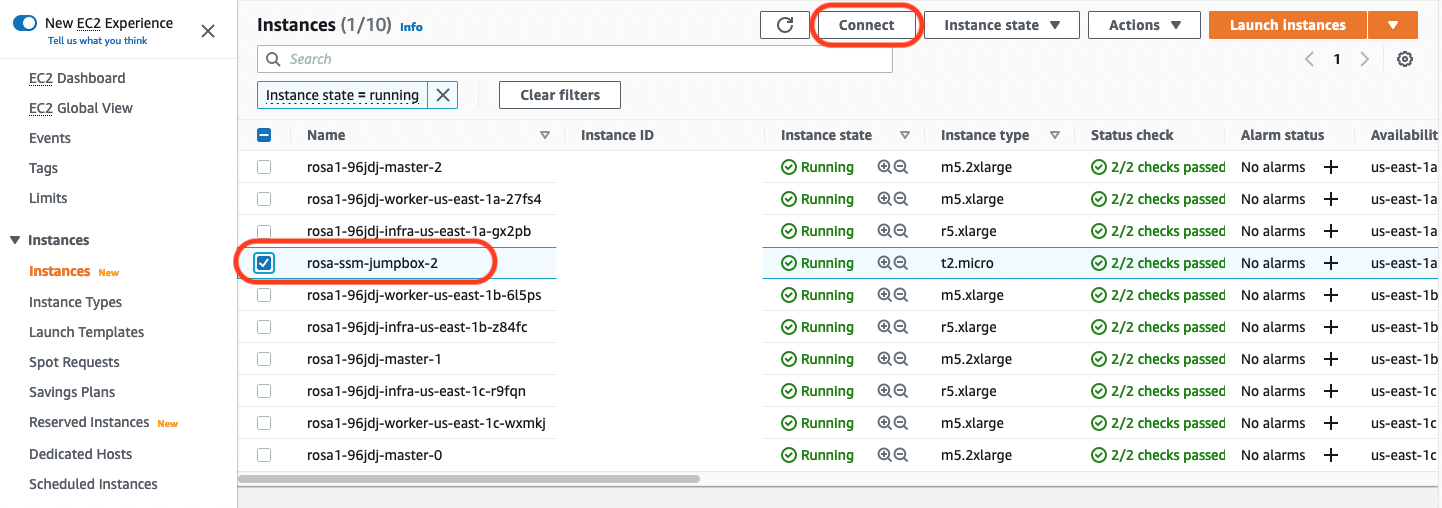 New EC2 Experience
Tell us what you think
EC2 Dashboard
EC2 Global View
Events
Tags
Limits
Instances
Instances New
Instance Types
Launch Templates
Spot Requests
Savings Plans
Reserved Instances New
Dedicated Hosts
Scheduled Instances
Instances (1/10) Info
Connect
Instance state
Actions
Launch instances
Search
1
Instance state = running
Clear filters
Name Instance ID Instance state Instance type Status check Alarm status Availabilit
rosa1-96jdj-master-2 Running m5.2xlarge 2/2 checks passed No alarms us-east-1a
rosa1-96jdj-worker-us-east-1a-27fs4 Running m5.xlarge 2/2 checks passed No alarms us-east-1a
rosa1-96jdj-infra-us-east-1a-gx2pb Running r5.xlarge 2/2 checks passed No alarms us-east-1a
rosa-ssm-jumpbox-2 Running t2.micro 2/2 checks passed No alarms us-east-1a
rosa1-96jdj-worker-us-east-1b-6l5ps Running m5.xlarge 2/2 checks passed No alarms us-east-1b
rosa1-96jdj-infra-us-east-1b-z84fc Running r5.xlarge 2/2 checks passed No alarms us-east-1b
rosa1-96jdj-master-1 Running m5.2xlarge 2/2 checks passed No alarms us-east-1b
rosa1-96jdj-infra-us-east-1c-r9fqn Running r5.xlarge 2/2 checks passed No alarms us-east-1c
rosa1-96jdj-worker-us-east-1c-wxmkj Running m5.xlarge 2/2 checks passed No alarms us-east-1c
rosa1-96jdj-master-0 Running m5.2xlarge 2/2 checks passed No alarms us-east-1c